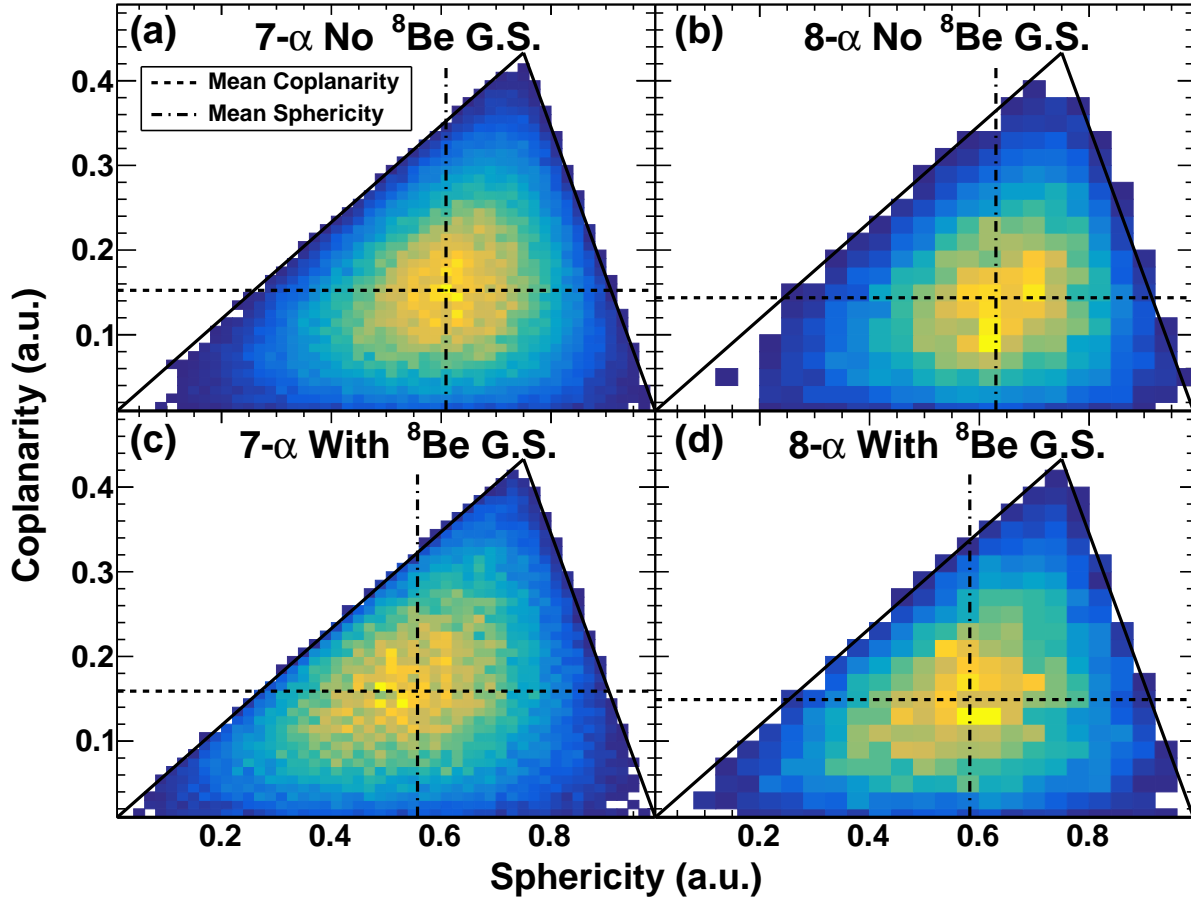 (a) 7-α No ⁸Be G.S.
(b) 8-α No ⁸Be G.S.
Mean Coplanarity
Mean Sphericity
0.4
0.3
0.2
0.1
(c) 7-α With ⁸Be G.S.
(d) 8-α With ⁸Be G.S.
0.4
0.3
0.2
0.1
Coplanarity (a.u.)
0.2 0.4 0.6 0.8 0.2 0.4 0.6 0.8
Sphericity (a.u.)